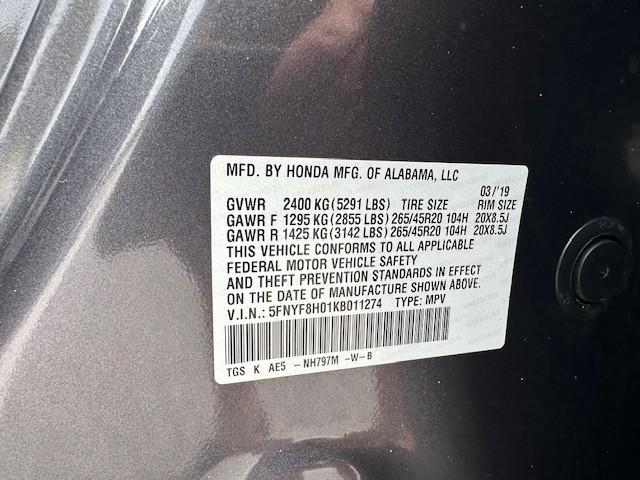 MFD. BY HONDA MFG. OF ALABAMA, LLC
03/'19
GVWR 2400 KG (5291 LBS) TIRE SIZE RIM SIZE
GAWR F 1295 KG (2855 LBS) 265/45R20 104H 20X8.5J
GAWR R 1425 KG (3142 LBS) 265/45R20 104H 20X8.5J
THIS VEHICLE CONFORMS TO ALL APPLICABLE
FEDERAL MOTOR VEHICLE SAFETY
AND THEFT PREVENTION STANDARDS IN EFFECT
ON THE DATE OF MANUFACTURE SHOWN ABOVE.
V.I.N.: 5FNYF8H01KB011274 TYPE: MPV
TGS K AE5 -NH797M -W-B